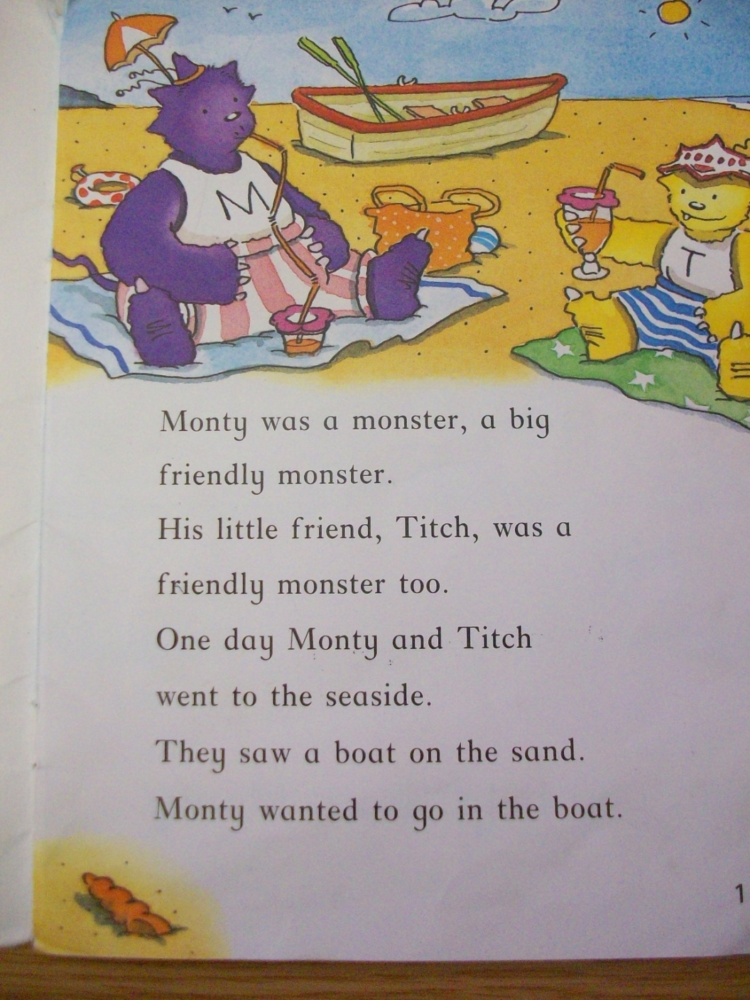 M
T
Monty was a monster, a big
friendly monster.
His little friend, Titch, was a
friendly monster too.
One day Monty and Titch
went to the seaside.
They saw a boat on the sand.
Monty wanted to go in the boat.
1